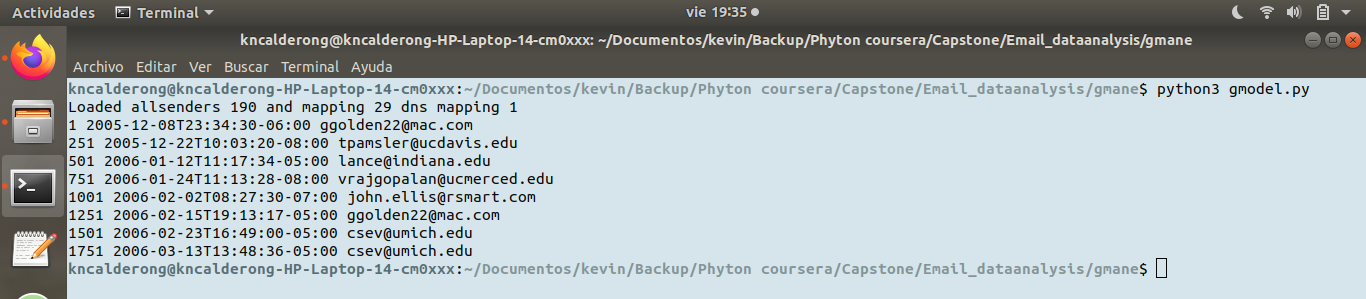 Actividades Terminal vie 19:35
kncalderong@kncalderong-HP-Laptop-14-cm0xxx: ~/Documentos/kevin/Backup/Phyton coursera/Capstone/Email_dataanalysis/gmane
Archivo Editar Ver Buscar Terminal Ayuda
kncalderong@kncalderong-HP-Laptop-14-cm0xxx:~/Documentos/kevin/Backup/Phyton coursera/Capstone/Email_dataanalysis/gmane$ python3 gmodel.py
Loaded allsenders 190 and mapping 29 dns mapping 1
1 2005-12-08T23:34:30-06:00 ggolden22@mac.com
251 2005-12-22T10:03:20-08:00 tpamsler@ucdavis.edu
501 2006-01-12T11:17:34-05:00 lance@indiana.edu
751 2006-01-24T11:13:28-08:00 vrajgopalan@ucmerced.edu
1001 2006-02-02T08:27:30-07:00 john.ellis@rsmart.com
1251 2006-02-15T19:13:17-05:00 ggolden22@mac.com
1501 2006-02-23T16:49:00-05:00 csev@umich.edu
1751 2006-03-13T13:48:36-05:00 csev@umich.edu
kncalderong@kncalderong-HP-Laptop-14-cm0xxx:~/Documentos/kevin/Backup/Phyton coursera/Capstone/Email_dataanalysis/gmane$